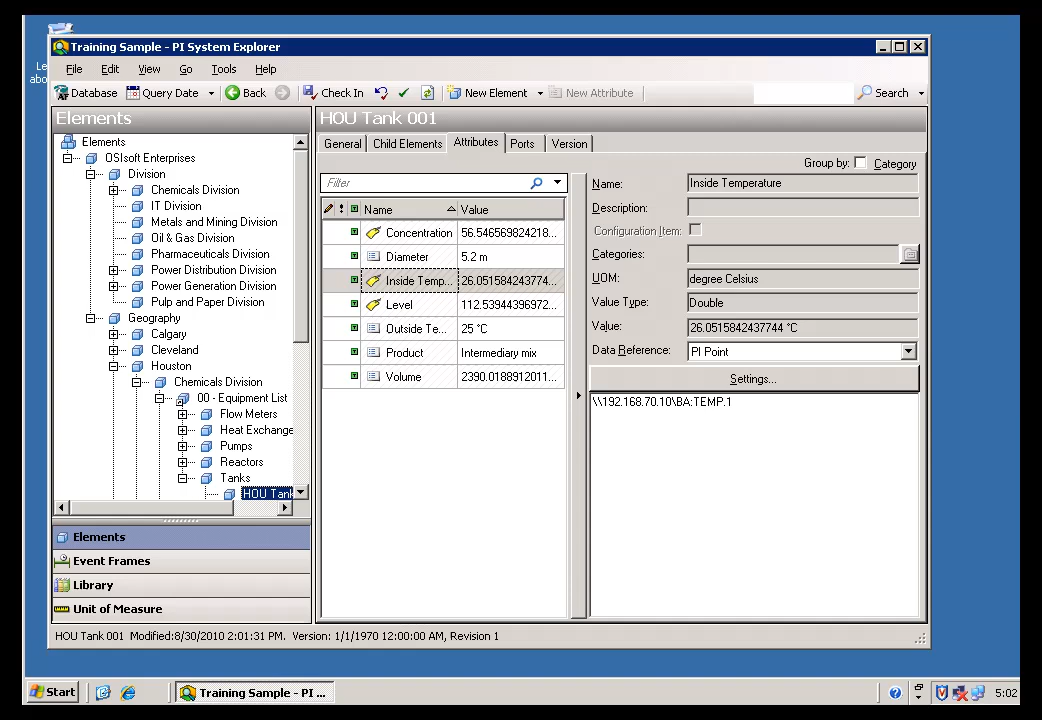 Training Sample - PI System Explorer
File Edit View Go Tools Help
Database Query Date Back Check In New Element New Attribute Search
Elements
Elements
OSIsoft Enterprises
Division
Chemicals Division
IT Division
Metals and Mining Division
Oil & Gas Division
Pharmaceuticals Division
Power Distribution Division
Power Generation Division
Pulp and Paper Division
Geography
Calgary
Cleveland
Houston
Chemicals Division
00 - Equipment List
Flow Meters
Heat Exchange
Pumps
Reactors
Tanks
HOU Tank
Elements
Event Frames
Library
Unit of Measure
HOU Tank 001
General Child Elements Attributes Ports Version
Group by: Category
Filter
Name Value
Concentration 56.546569824218...
Diameter 5.2 m
Inside Temp... 26.051584243774...
Level 112.53944396972...
Outside Te... 25 °C
Product Intermediary mix
Volume 2390.0188912011...
Name: Inside Temperature
Description:
Configuration Item:
Categories:
UOM: degree Celsius
Value Type: Double
Value: 26.0515842437744 °C
Data Reference: PI Point
Settings...
\\192.168.70.10\BA:TEMP.1
HOU Tank 001 Modified:8/30/2010 2:01:31 PM. Version: 1/1/1970 12:00:00 AM, Revision 1
Start Training Sample - PI ... 5:02